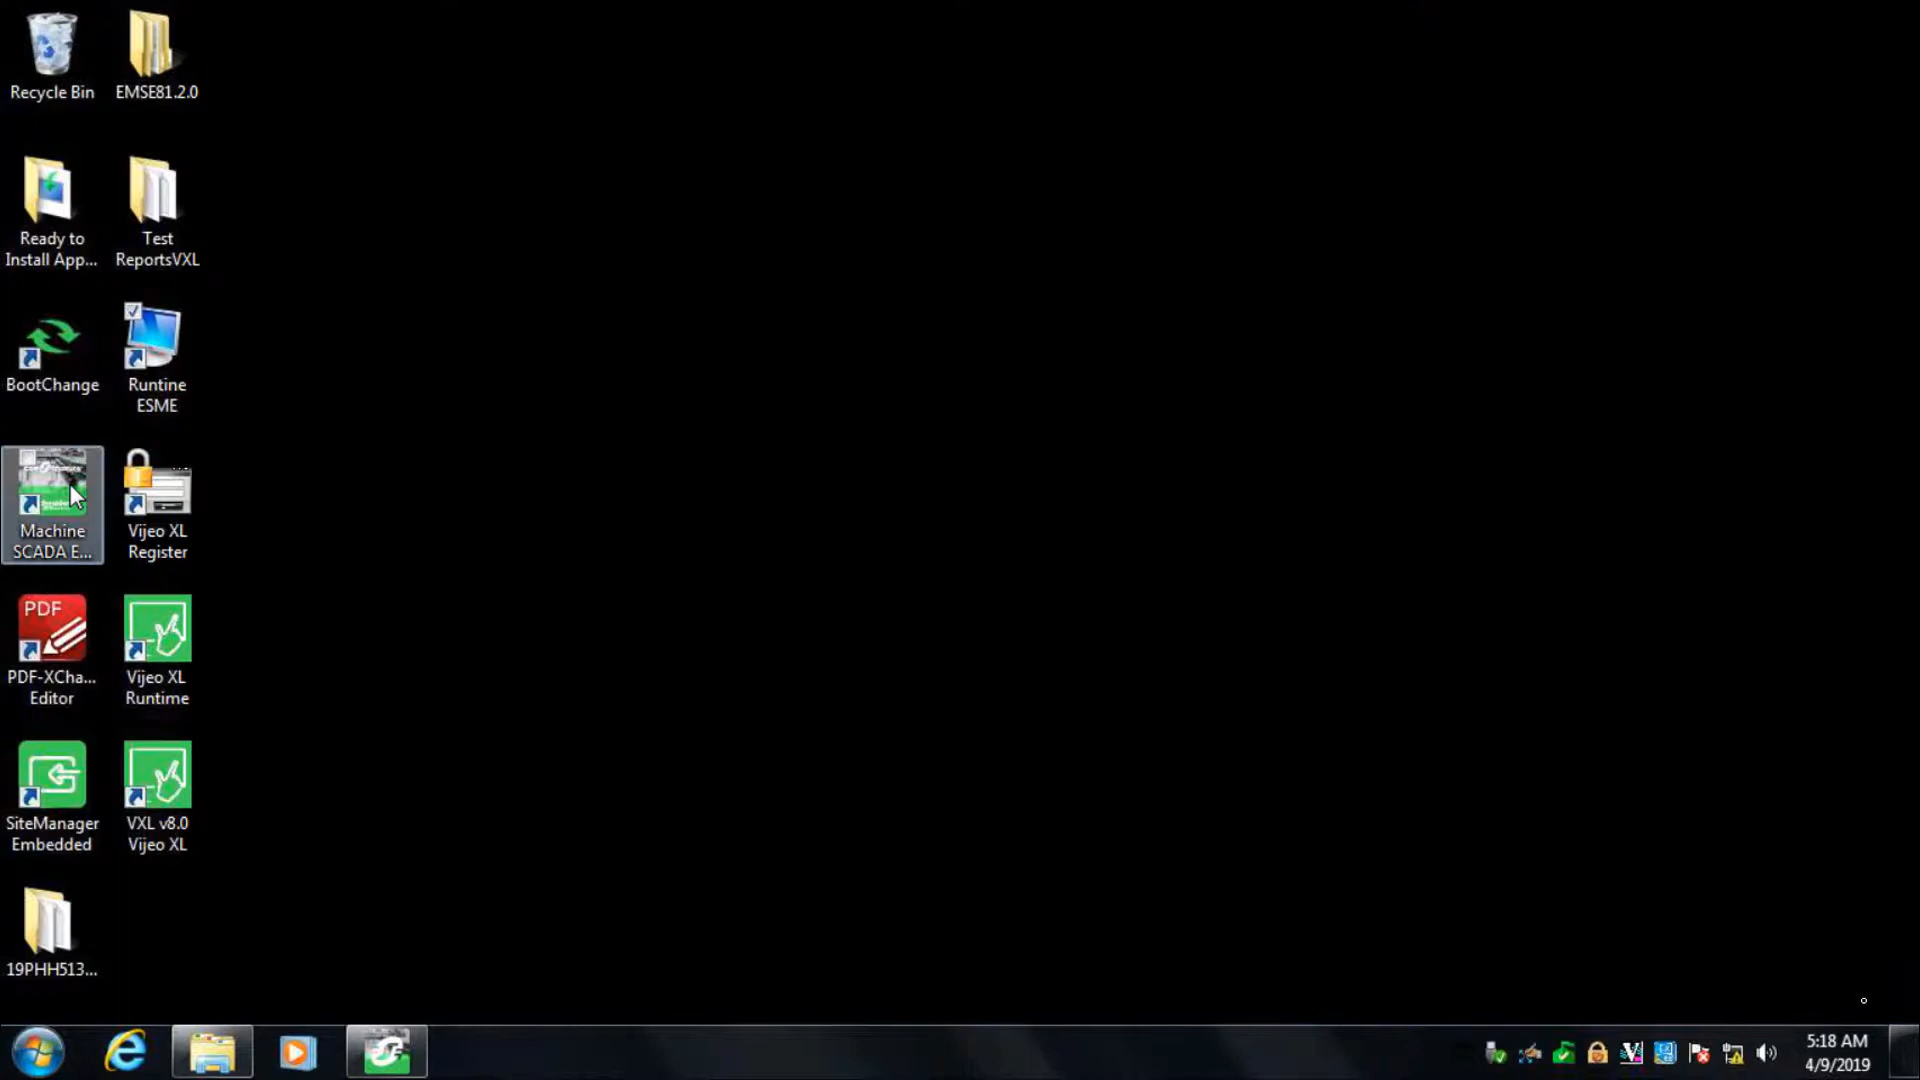 Recycle Bin
EMSE81.2.0
Ready to
Install App...
Test
ReportsVXL
BootChange
Runtine
ESME
Machine
SCADA E...
Vijeo XL
Register
PDF
PDF-XCha...
Editor
Vijeo XL
Runtime
SiteManager
Embedded
VXL v8.0
Vijeo XL
19PHH513...
5:18 AM
4/9/2019